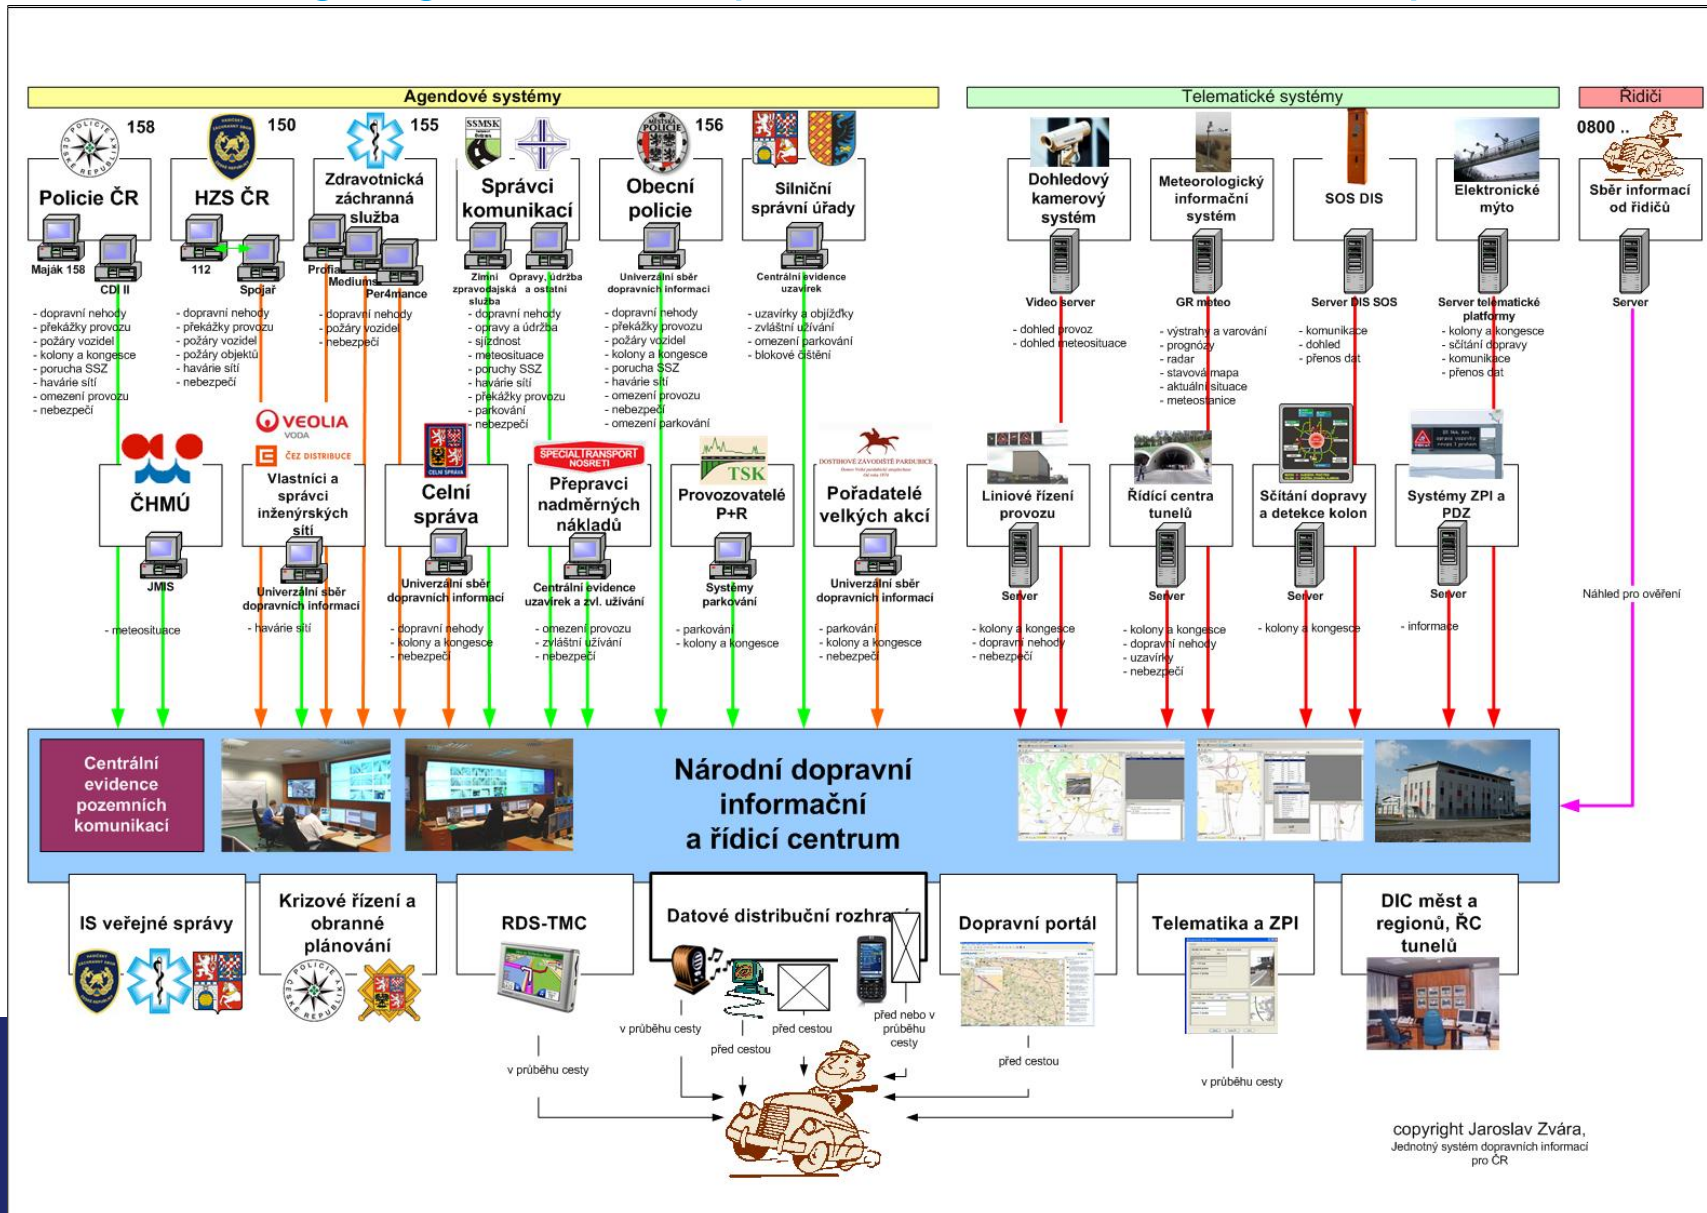 Agendové systémy
Telematické systémy
Řidiči
158
150
155
156
0800 ..
SSMSK
MĚSTSKÁ
POLICIE
POLICIE
ČESKÉ REPUBLIKY
Policie ČR
HZS ČR
Zdravotnická
záchranná
služba
Správci
komunikací
Obecní
policie
Silniční
správní úřady
Dohledový
kamerový
systém
Meteorologický
informační
systém
SOS DIS
Elektronické
mýto
Sběr informací
od řidičů
Maják 158
CDI II
112
Spojař
Profia
Mediums
Per4mance
Zimní
zpravodajská
služba
Opravy, údržba
a ostatní
Univerzální sběr
dopravních informací
Centrální evidence
uzavírek
Video server
GR meteo
Server DIS SOS
Server telematické
platformy
Server
- dopravní nehody
- překážky provozu
- požáry vozidel
- kolony a kongesce
- porucha SSZ
- havárie sítí
- omezení provozu
- nebezpečí
- dopravní nehody
- překážky provozu
- požáry vozidel
- požáry objektů
- havárie sítí
- nebezpečí
- dopravní nehody
- požáry vozidel
- nebezpečí
- dopravní nehody
- opravy a údržba
- sjízdnost
- meteosituace
- poruchy SSZ
- havárie sítí
- překážky provozu
- parkování
- nebezpečí
- dopravní nehody
- překážky provozu
- požáry vozidel
- kolony a kongesce
- porucha SSZ
- havárie sítí
- omezení provozu
- nebezpečí
- omezení parkování
- uzavírky a objížďky
- zvláštní užívání
- omezení parkování
- blokové čištění
- dohled provoz
- dohled meteosituace
- výstrahy a varování
- prognózy
- radar
- stavová mapa
- aktuální situace
- meteostanice
- komunikace
- dohled
- přenos dat
- kolony a kongesce
- sčítání dopravy
- komunikace
- přenos dat
VEOLIA
VODA
ČEZ DISTRIBUCE
CELNÍ SPRÁVA
SPECIALTRANSPORT
NOSRETI
TSK
DOSTIHOVÉ ZÁVODIŠTĚ PARDUBICE
ČHMÚ
Vlastníci a
správci
inženýrských
sítí
Celní
správa
Přepravci
nadměrných
nákladů
Provozovatelé
P+R
Pořadatelé
velkých akcí
Liniové řízení
provozu
Řídící centra
tunelů
Sčítání dopravy
a detekce kolon
Systémy ZPI a
PDZ
JMIS
Univerzální sběr
dopravních informací
Univerzální sběr
dopravních informací
Centrální evidence
uzavírek a zvl. užívání
Systémy
parkování
Univerzální sběr
dopravních informací
Server
Server
Server
Server
Náhled pro ověření
- meteosituace
- havárie sítí
- dopravní nehody
- kolony a kongesce
- nebezpečí
- omezení provozu
- zvláštní užívání
- nebezpečí
- parkování
- kolony a kongesce
- parkování
- kolony a kongesce
- nebezpečí
- kolony a kongesce
- dopravní nehody
- nebezpečí
- kolony a kongesce
- dopravní nehody
- uzavírky
- nebezpečí
- kolony a kongesce
- informace
Centrální
evidence
pozemních
komunikací
Národní dopravní
informační
a řídicí centrum
IS veřejné správy
Krizové řízení a
obranné
plánování
RDS-TMC
Datové distribuční rozhraní
Dopravní portál
Telematika a ZPI
DIC měst a
regionů, ŘC
tunelů
v průběhu cesty
v průběhu cesty
před cestou
před cestou
před nebo v
průběhu
cesty
před cestou
v průběhu cesty
copyright Jaroslav Zvára,
Jednotný systém dopravních informací
pro ČR